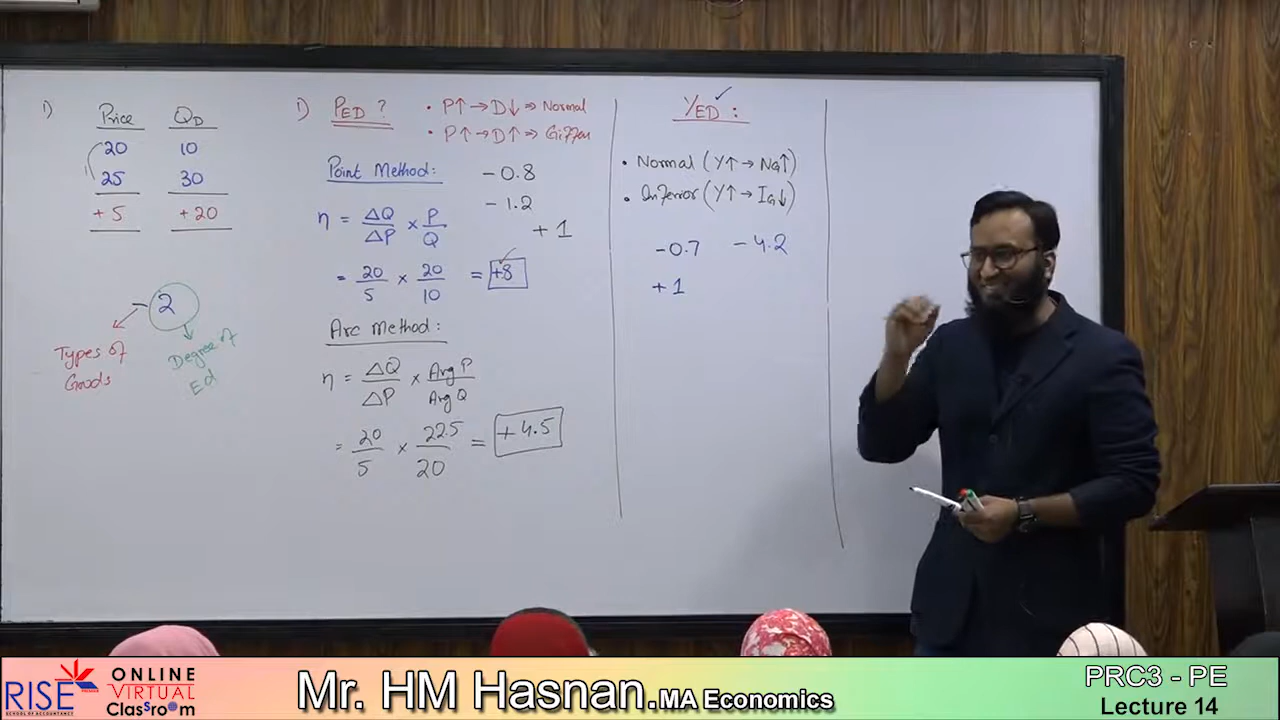 1)
Price QD
20 10
25 30
+5 +20
- 2
Types of Goods
Degree of Ed
1) PED ?
• P↑ → D↓ ⇒ Normal
• P↑ → D↑ ⇒ Giffen
Point Method:
η = ΔQ/ΔP × P/Q
= 20/5 × 20/10 = +8
-0.8
-1.2
+1
Arc Method:
η = ΔQ/ΔP × Avg P/Avg Q
= 20/5 × 22.5/20 = +4.5
YED ✓ :
• Normal (Y↑ → NG↑)
• Inferior (Y↑ → IG↓)
-0.7 -4.2
+1
RISE
SCHOOL OF ACCOUNTANCY
ONLINE
VIRTUAL
Classroom
Mr. HM Hasnan.MA Economics
PRC3 - PE
Lecture 14